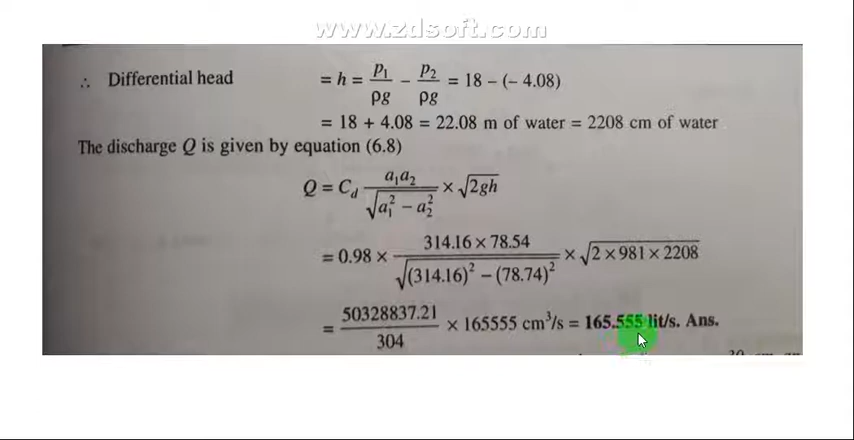 www.zdsoft.com
∴ Differential head = h = p₁/ρg − p₂/ρg = 18 − (− 4.08)
= 18 + 4.08 = 22.08 m of water = 2208 cm of water
The discharge Q is given by equation (6.8)
Q = C_d a₁a₂/√(a₁² − a₂²) × √(2gh)
= 0.98 × 314.16 × 78.54/√((314.16)² − (78.74)²) × √(2 × 981 × 2208)
= 50328837.21/304 × 165555 cm³/s = 165.555 lit/s. Ans.